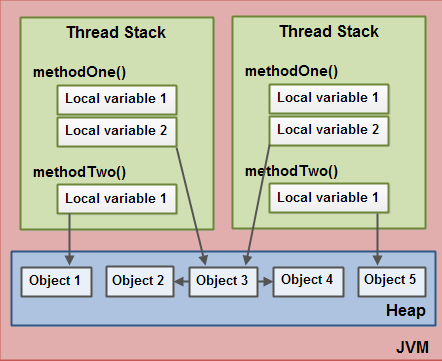 Thread Stack
methodOne()
Local variable 1
Local variable 2
methodTwo()
Local variable 1
Thread Stack
methodOne()
Local variable 1
Local variable 2
methodTwo()
Local variable 1
Object 1
Object 2
Object 3
Object 4
Object 5
Heap
JVM